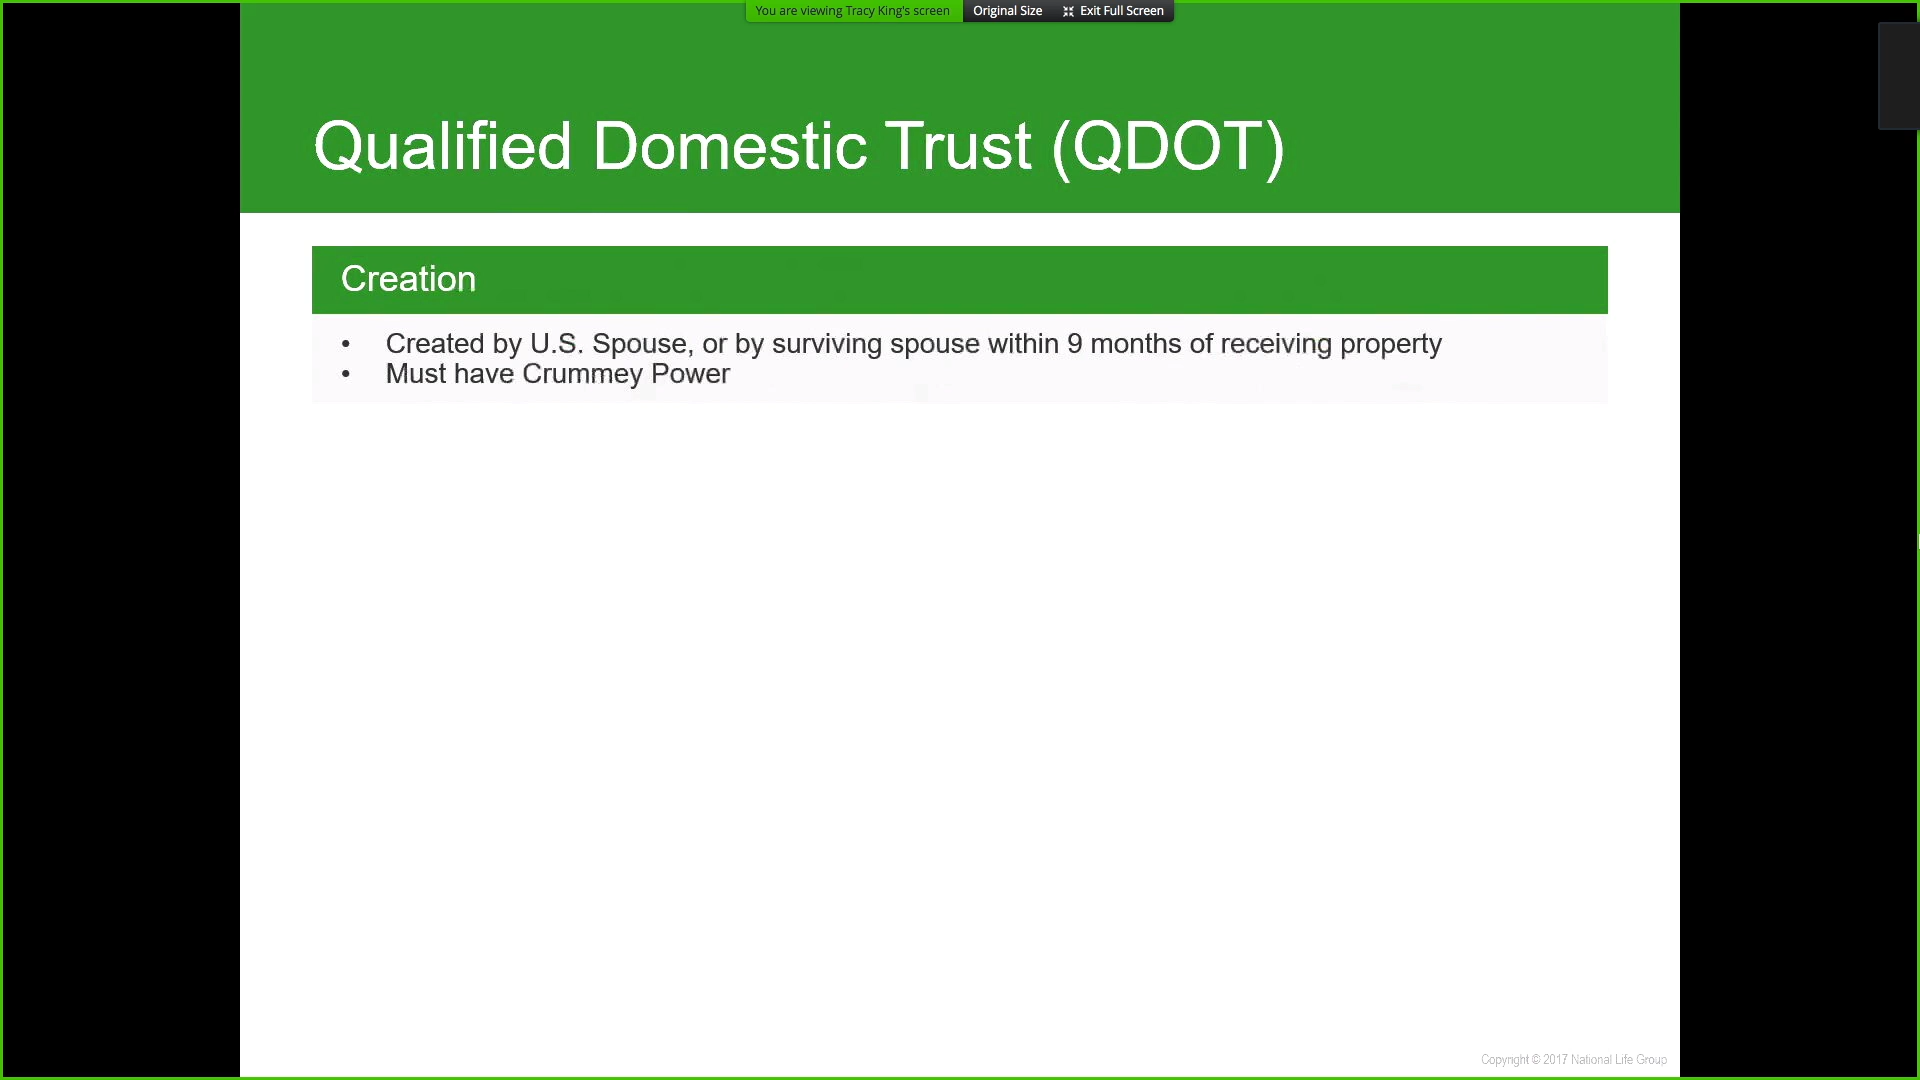 You are viewing Tracy King's screen Original Size Exit Full Screen
Qualified Domestic Trust (QDOT)
Creation
• Created by U.S. Spouse, or by surviving spouse within 9 months of receiving property
• Must have Crummey Power
Copyright © 2017 National Life Group